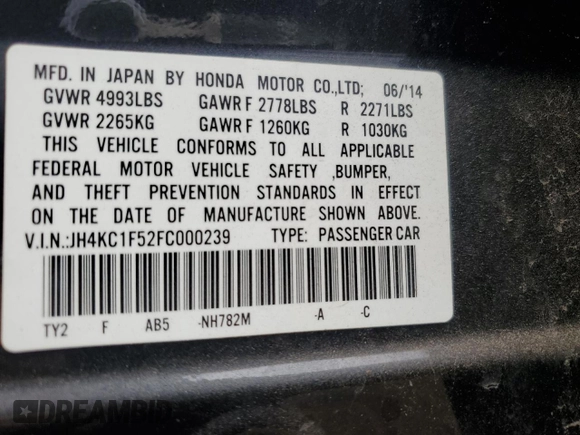 MFD. IN JAPAN BY HONDA MOTOR CO.,LTD; 06/'14
GVWR 4993LBS GAWR F 2778LBS R 2271LBS
GVWR 2265KG GAWR F 1260KG R 1030KG
THIS VEHICLE CONFORMS TO ALL APPLICABLE
FEDERAL MOTOR VEHICLE SAFETY ,BUMPER,
AND THEFT PREVENTION STANDARDS IN EFFECT
ON THE DATE OF MANUFACTURE SHOWN ABOVE.
V.I.N.:JH4KC1F52FC000239 TYPE: PASSENGER CAR
TY2 F AB5 -NH782M -A -C
DREAMBID